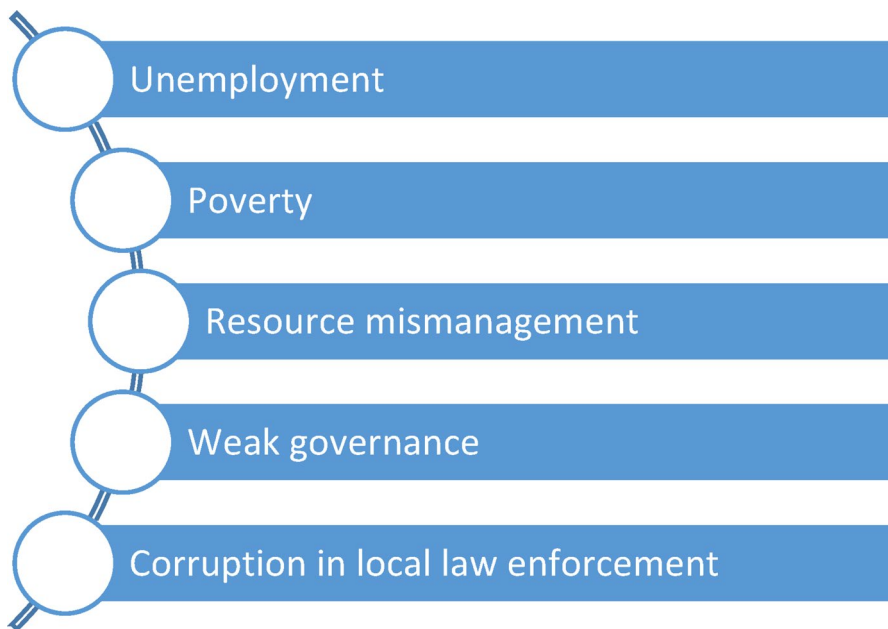 Unemployment
Poverty
Resource mismanagement
Weak governance
Corruption in local law enforcement